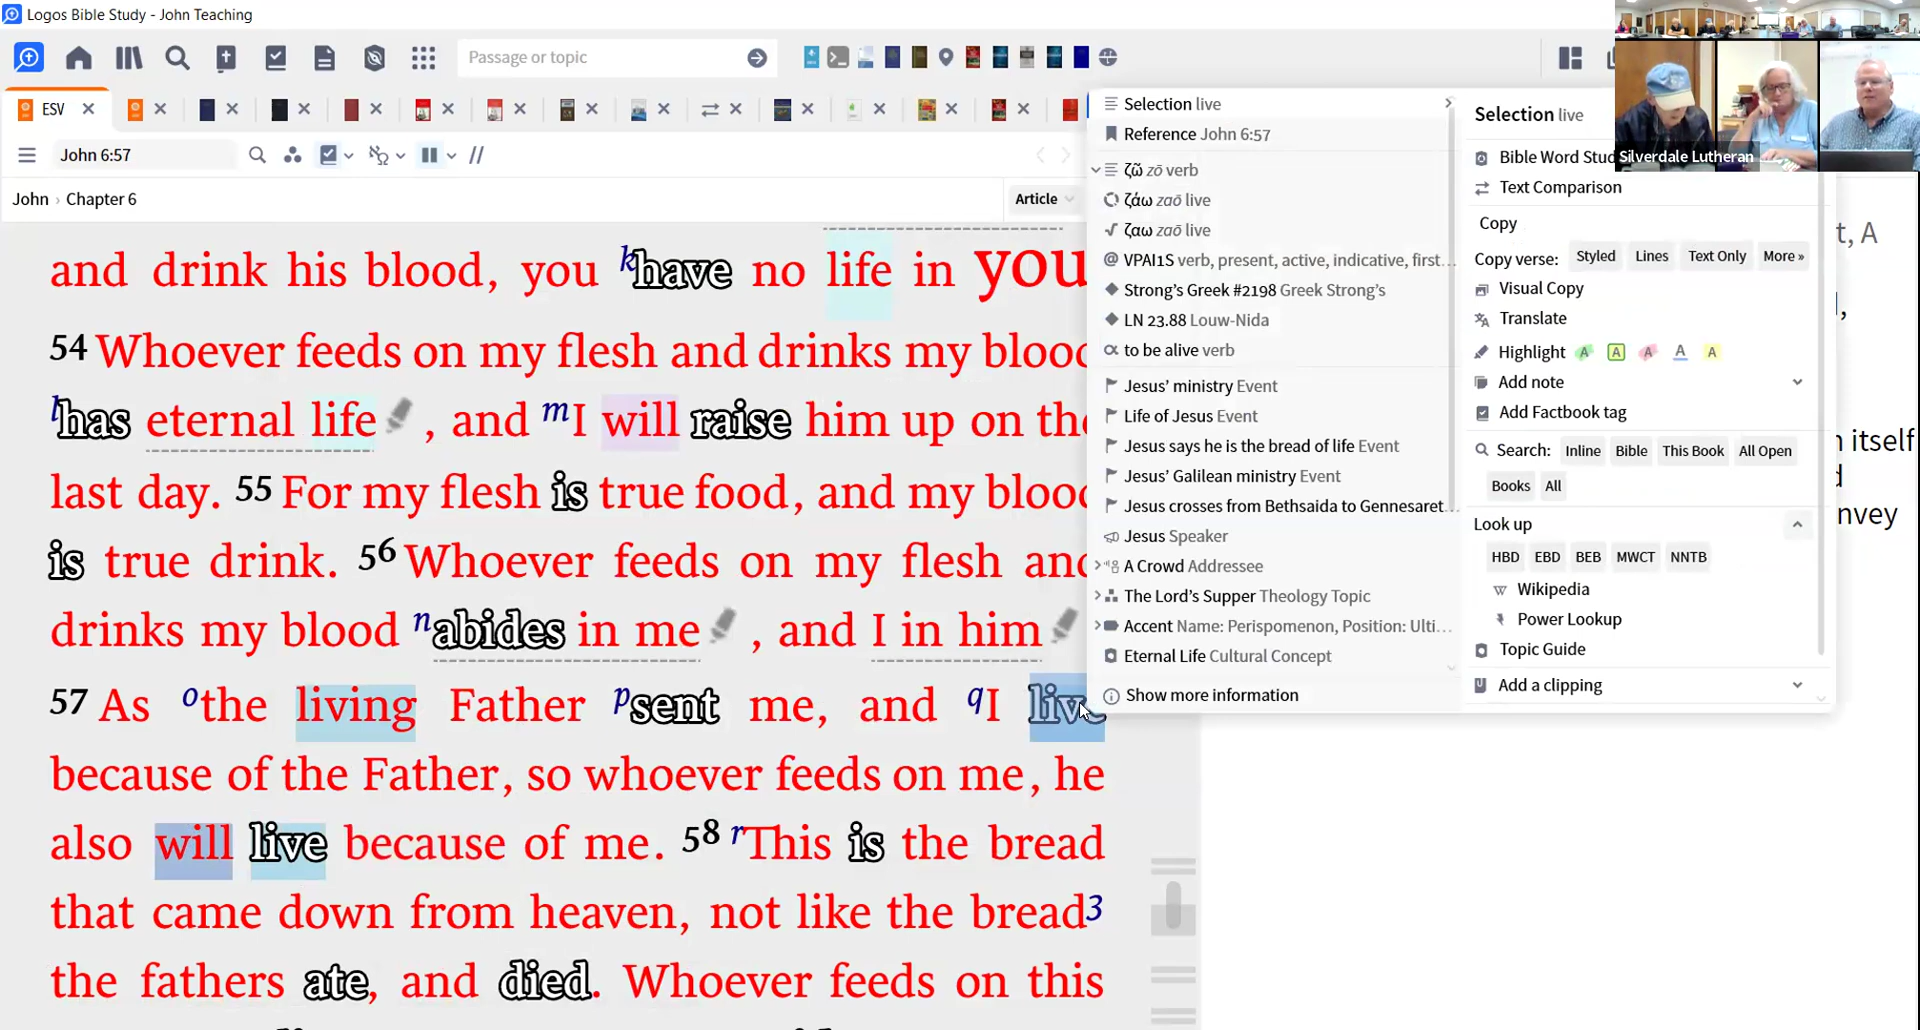 Logos Bible Study - John Teaching
Passage or topic
ESV
John 6:57
John › Chapter 6
Article
and drink his blood, you khave no life in you
54 Whoever feeds on my flesh and drinks my blood
lhas eternal life , and mI will raise him up on the
last day. 55 For my flesh is true food, and my blood
is true drink. 56 Whoever feeds on my flesh and
drinks my blood nabides in me , and I in him
57 As othe living Father psent me, and qI live
because of the Father, so whoever feeds on me, he
also will live because of me. 58 rThis is the bread
that came down from heaven, not like the bread3
the fathers ate, and died. Whoever feeds on this
Selection live
Reference John 6:57
ζῶ zō verb
ζάω zaō live
ζαω zaō live
@ VPAI1S verb, present, active, indicative, first...
Strong's Greek #2198 Greek Strong's
LN 23.88 Louw-Nida
to be alive verb
Jesus' ministry Event
Life of Jesus Event
Jesus says he is the bread of life Event
Jesus' Galilean ministry Event
Jesus crosses from Bethsaida to Gennesaret...
Jesus Speaker
A Crowd Addressee
The Lord's Supper Theology Topic
Accent Name: Perispomenon, Position: Ulti...
Eternal Life Cultural Concept
Show more information
Selection live
Bible Word Stud
Text Comparison
Copy
Copy verse: Styled Lines Text Only More »
Visual Copy
Translate
Highlight A A A A A
Add note
Add Factbook tag
Search: Inline Bible This Book All Open
Books All
Look up
HBD EBD BEB MWCT NNTB
Wikipedia
Power Lookup
Topic Guide
Add a clipping
Silverdale Lutheran
t, A
itself
nvey